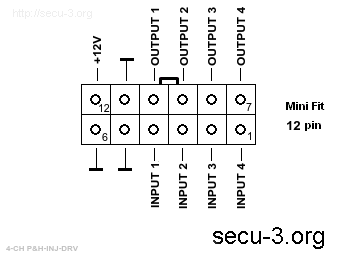 http://secu-3.org
+12V
OUTPUT 1
OUTPUT 2
OUTPUT 3
OUTPUT 4
12
7
6
1
Mini Fit
12 pin
INPUT 1
INPUT 2
INPUT 3
INPUT 4
secu-3.org
4-CH P&H-INJ-DRV